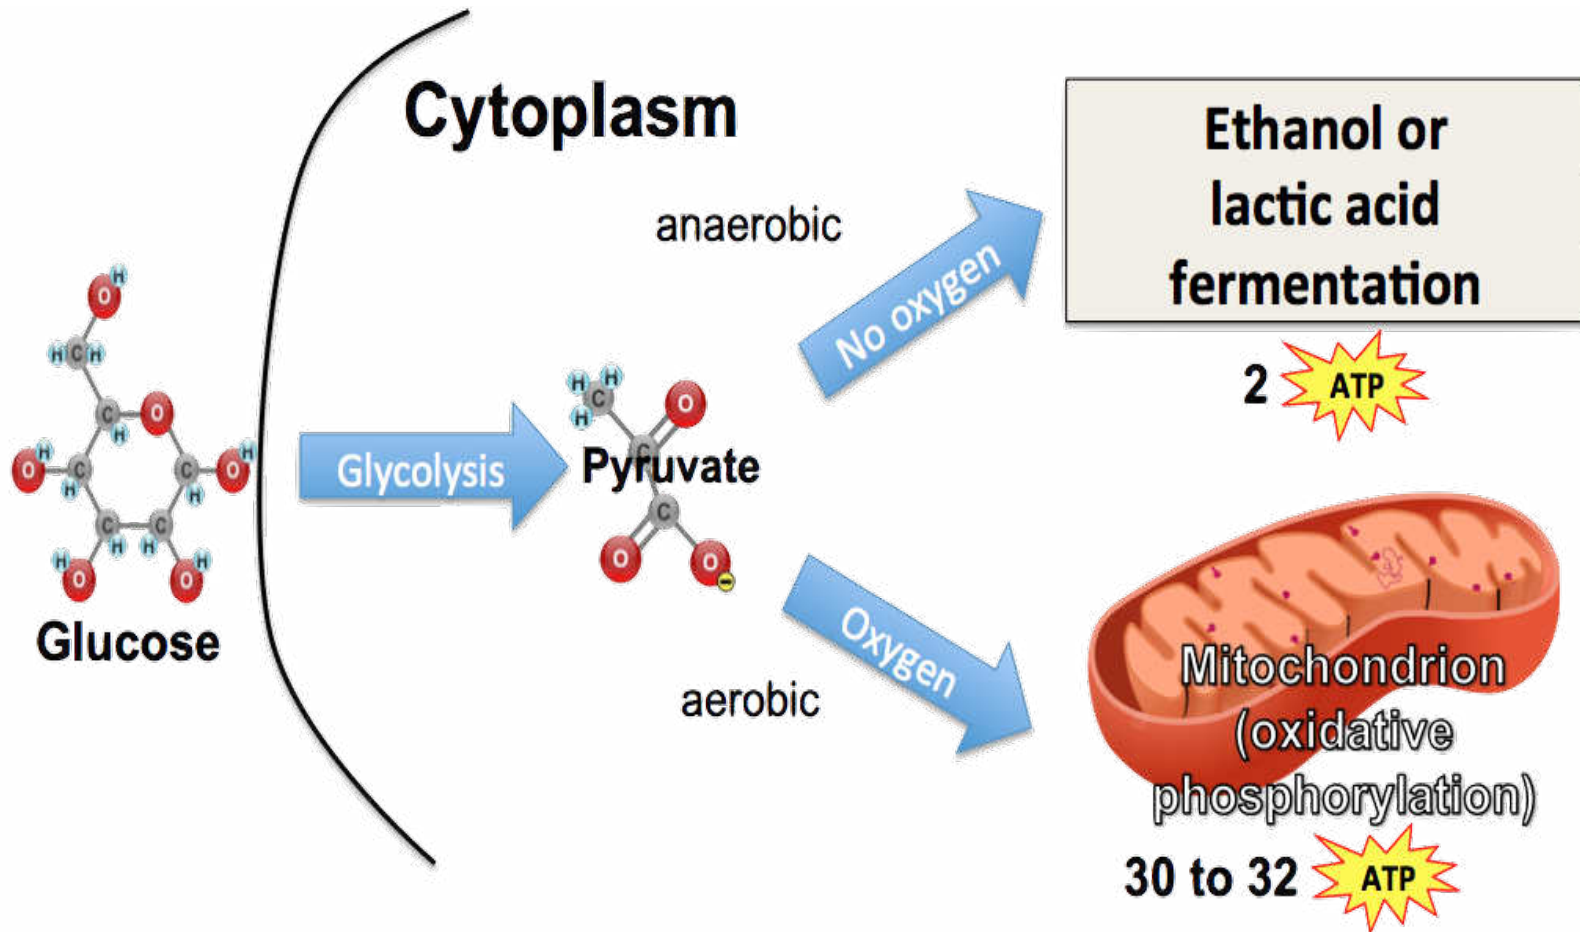 Cytoplasm
anaerobic
Ethanol or
lactic acid
fermentation
No oxygen
2 ATP
Glycolysis
Pyruvate
Glucose
Oxygen
aerobic
Mitochondrion
(oxidative
phosphorylation)
30 to 32 ATP
H
O
H C H
C O
H
H
O C C O H
H H
C C
H H H H
O O
H H
C
H
O
C
C
O O